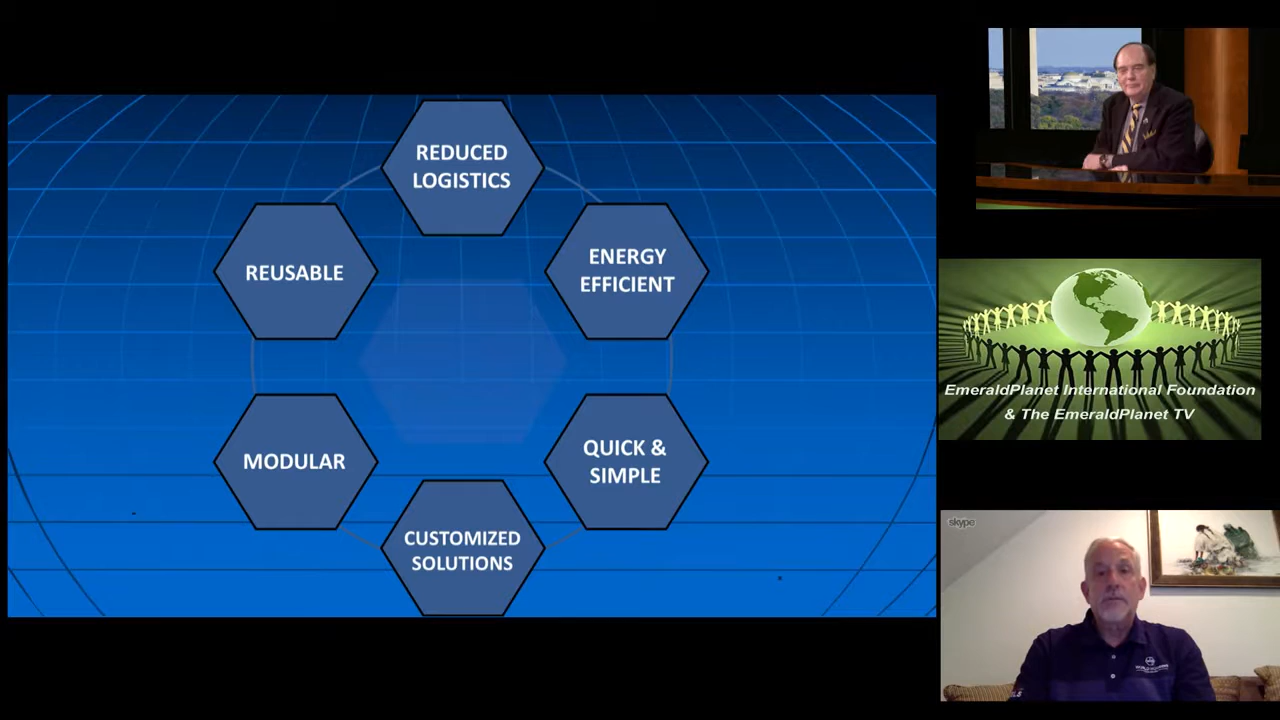 REDUCED
LOGISTICS
REUSABLE
ENERGY
EFFICIENT
MODULAR
QUICK &
SIMPLE
CUSTOMIZED
SOLUTIONS
EmeraldPlanet International Foundation
& The EmeraldPlanet TV
skype